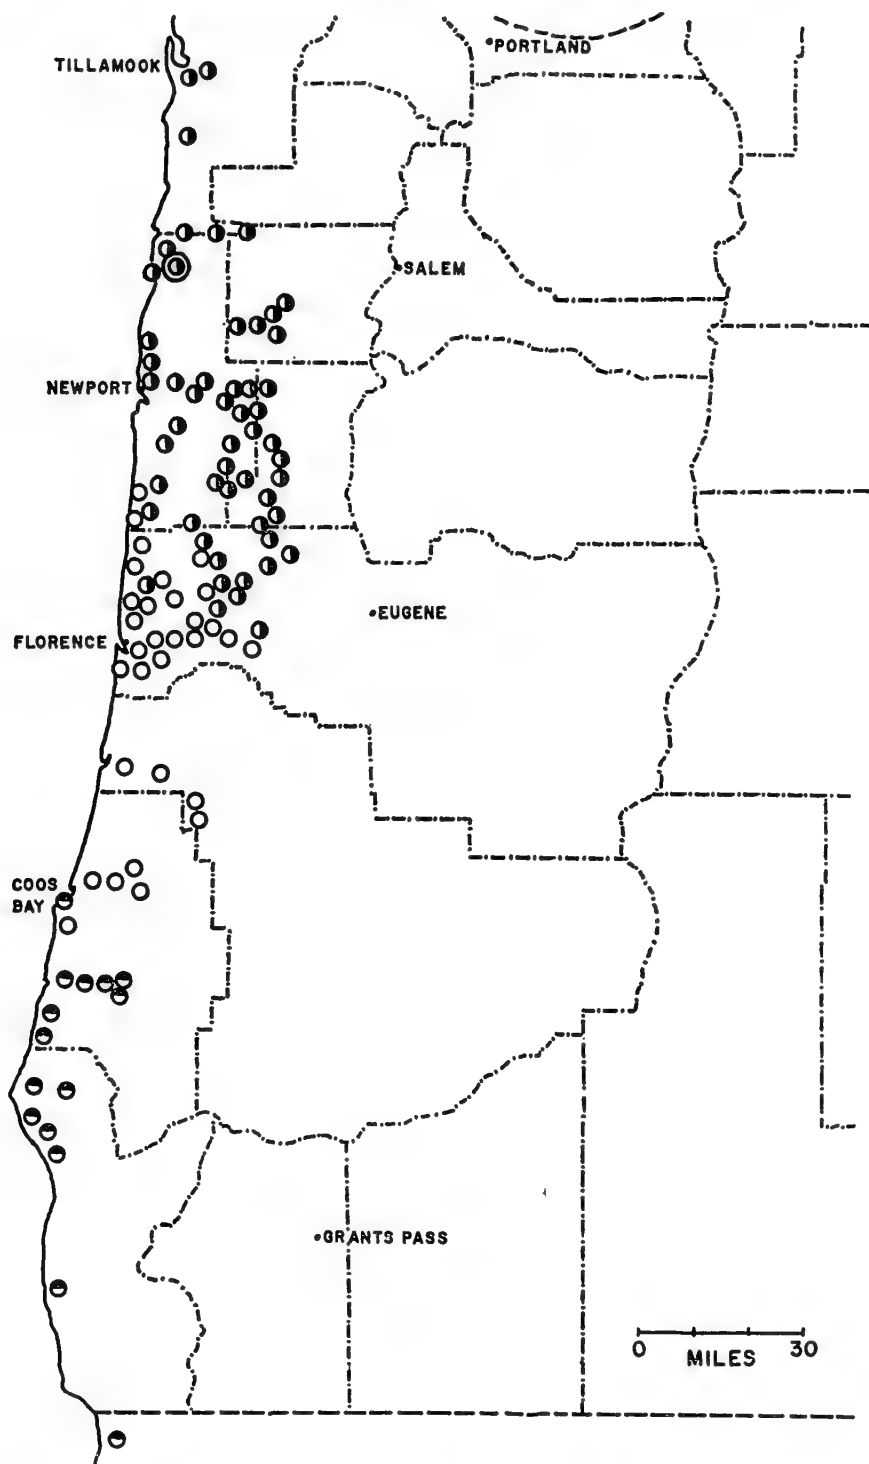 PORTLAND
TILLAMOOK
SALEM
NEWPORT
EUGENE
FLORENCE
COOS
BAY
GRANTS PASS
0 30
MILES